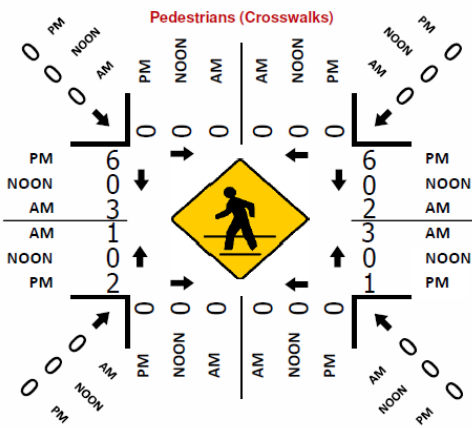 Pedestrians (Crosswalks)
0 PM
0 NOON
0 AM
PM NOON AM AM NOON PM
0 0 0 0 0 0
PM 0
NOON 0
AM 0
PM 6 6 PM
NOON 0 0 NOON
AM 3 2 AM
AM 1 3 AM
NOON 0 0 NOON
PM 2 1 PM
0 0 0 0 0 0
PM NOON AM AM NOON PM
0 AM
0 NOON
0 PM
AM 0
NOON 0
PM 0